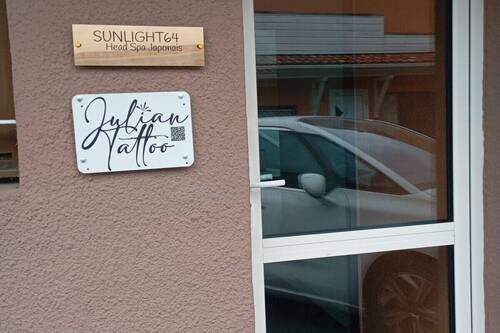 SUNLIGHT64
Head Spa Japonais
Julian
Tattoo